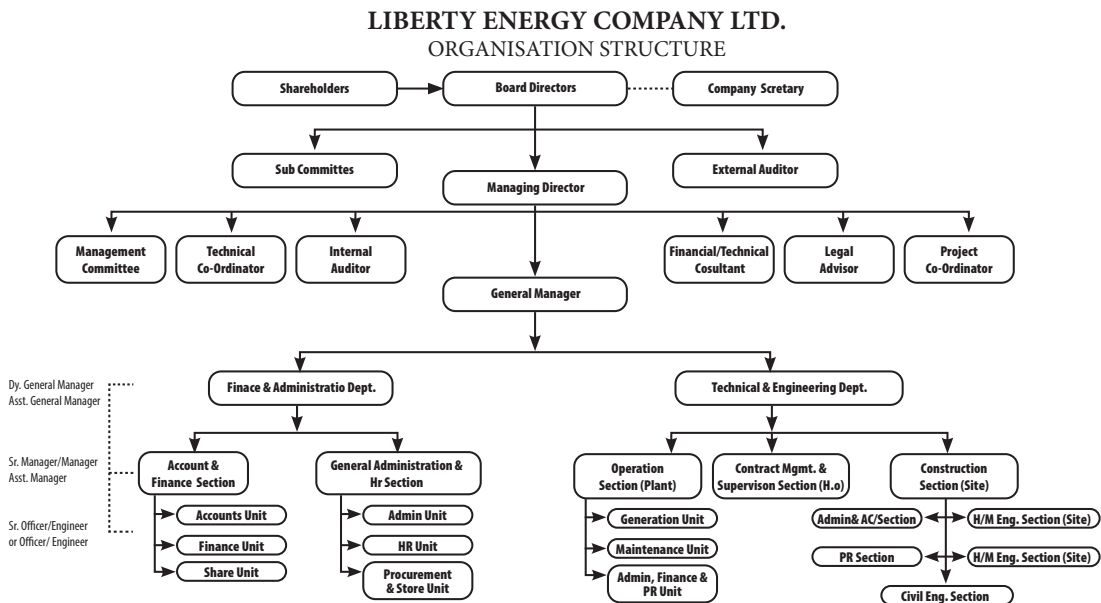 LIBERTY ENERGY COMPANY LTD.
ORGANISATION STRUCTURE
Shareholders
Board Directors
Company Scretary
Sub Committes
External Auditor
Managing Director
Management
Committee
Technical
Co-Ordinator
Internal
Auditor
Financial/Technical
Cosultant
Legal
Advisor
Project
Co-Ordinator
General Manager
Dy. General Manager
Asst. General Manager
Finace & Administratio Dept.
Technical & Engineering Dept.
Sr. Manager/Manager
Asst. Manager
Account &
Finance Section
General Administration &
Hr Section
Operation
Section (Plant)
Contract Mgmt. &
Supervison Section (H.o)
Construction
Section (Site)
Sr. Officer/Engineer
or Officer/ Engineer
Accounts Unit
Finance Unit
Share Unit
Admin Unit
HR Unit
Procurement
& Store Unit
Generation Unit
Maintenance Unit
Admin, Finance &
PR Unit
Admin& AC/Section
H/M Eng. Section (Site)
PR Section
H/M Eng. Section (Site)
Civil Eng. Section